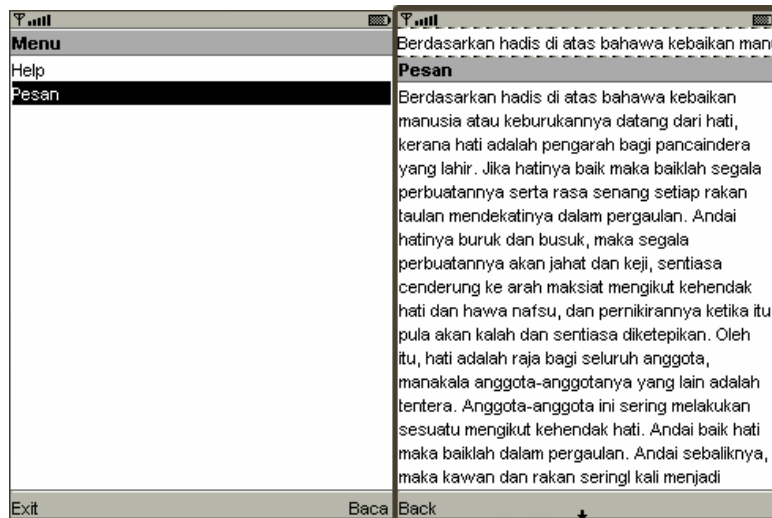 Menu
Help
Pesan
Exit
Baca
Berdasarkan hadis di atas bahawa kebaikan manu
Pesan
Berdasarkan hadis di atas bahawa kebaikan
manusia atau keburukannya datang dari hati,
kerana hati adalah pengarah bagi pancaindera
yang lahir. Jika hatinya baik maka baiklah segala
perbuatannya serta rasa senang setiap rakan
taulan mendekatinya dalam pergaulan. Andai
hatinya buruk dan busuk, maka segala
perbuatannya akan jahat dan keji, sentiasa
cenderung ke arah maksiat mengikut kehendak
hati dan hawa nafsu, dan pernikirannya ketika itu
pula akan kalah dan sentiasa diketepikan. Oleh
itu, hati adalah raja bagi seluruh anggota,
manakala anggota-anggotanya yang lain adalah
tentera. Anggota-anggota ini sering melakukan
sesuatu mengikut kehendak hati. Andai baik hati
maka baiklah dalam pergaulan. Andai sebaliknya,
maka kawan dan rakan seringl kali menjadi
Back